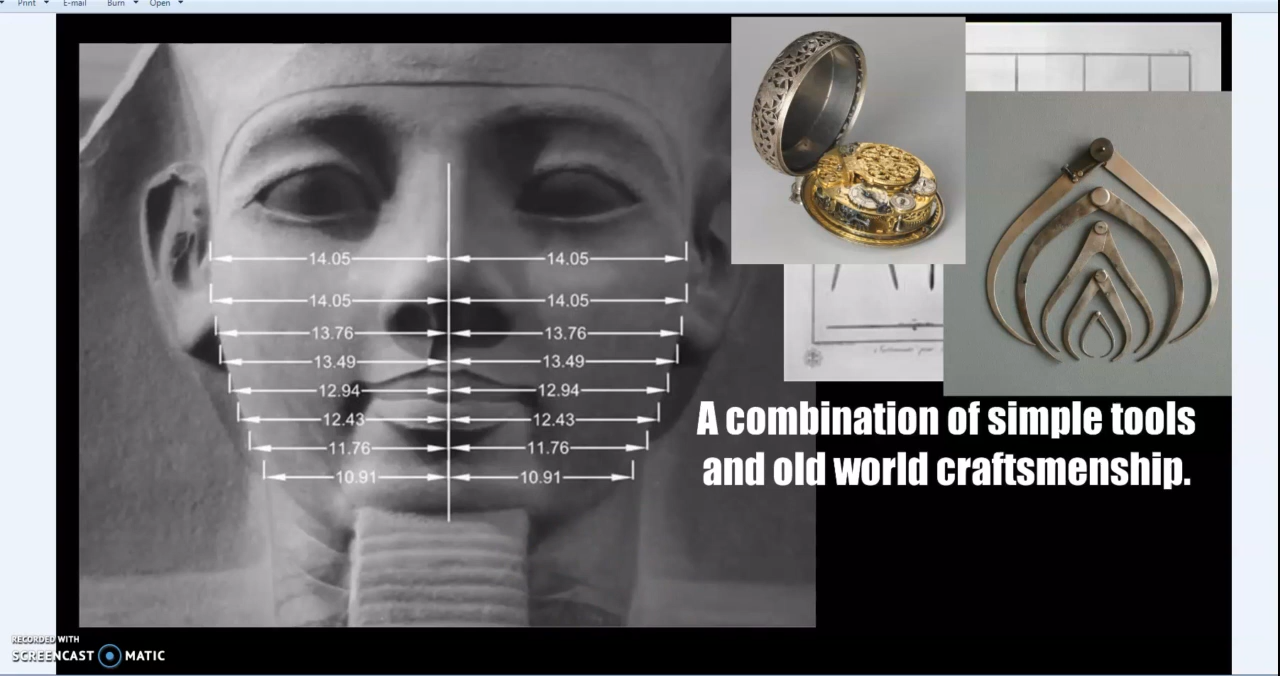 Print E-mail Burn Open
14.05 14.05
14.05 14.05
13.76 13.76
13.49 13.49
12.94 12.94
12.43 12.43
11.76 11.76
10.91 10.91
A combination of simple tools
and old world craftsmenship.
RECORDED WITH
SCREENCAST MATIC